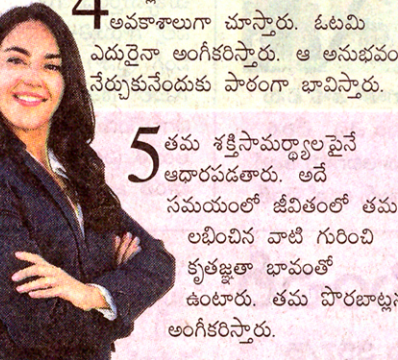 4
అవకాశాలుగా చూస్తారు. ఓటమి
ఎదురైనా అంగీకరిస్తారు. ఆ అనుభవం
నేర్చుకునేందుకు పాఠంగా భావిస్తారు.
5 తమ శక్తిసామర్థ్యాలపైనే
ఆధారపడతారు. అదే
సమయంలో జీవితంలో తమ
లభించిన వాటి గురించి
కృతజ్ఞతా భావంతో
ఉంటారు. తమ పొరబాట్లన
అంగీకరిస్తారు.